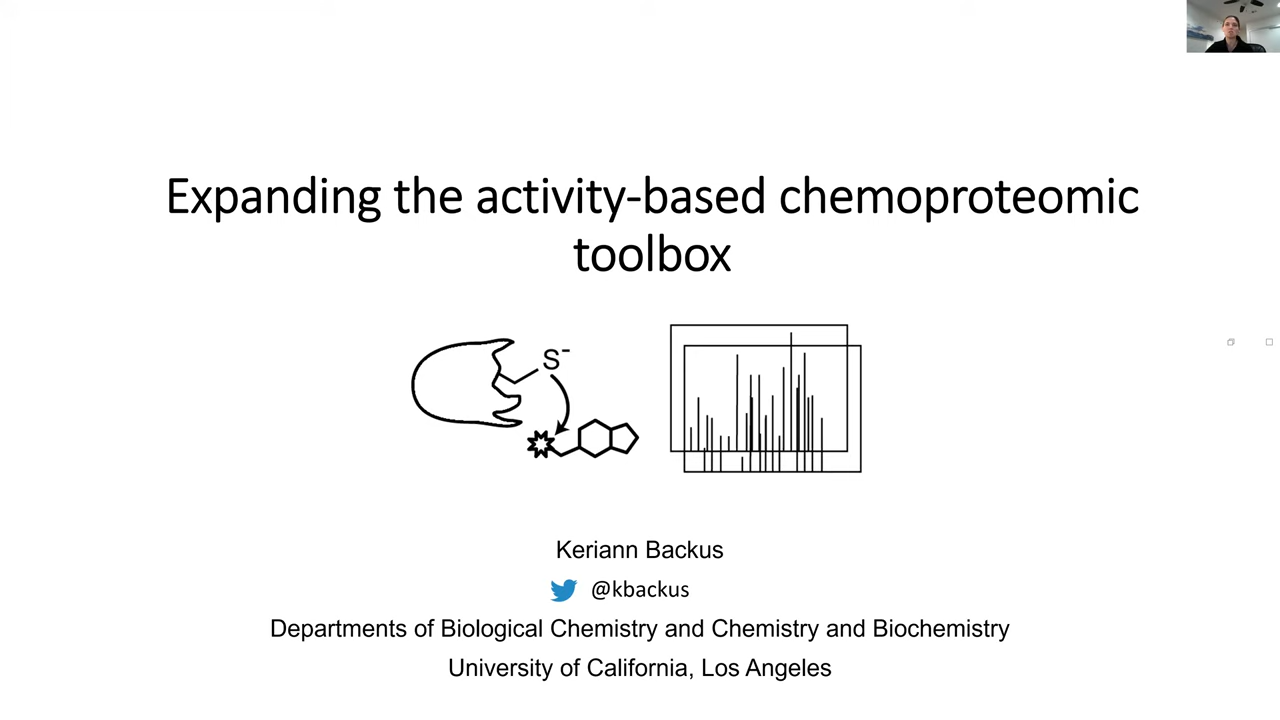 Expanding the activity-based chemoproteomic
toolbox
S⁻
Keriann Backus
@kbackus
Departments of Biological Chemistry and Chemistry and Biochemistry
University of California, Los Angeles